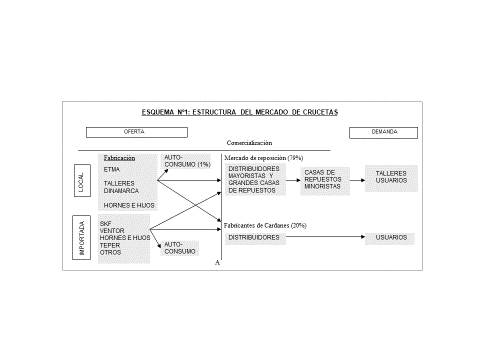 ESQUEMA Nº1: ESTRUCTURA DEL MERCADO DE CRUCETAS
OFERTA
DEMANDA
Comercialización
LOCAL
Fabricación
ETMA
TALLERES
DINAMARCA
HORNES E HIJOS
AUTO-
CONSUMO (1%)
Mercado de reposición (79%)
DISTRIBUIDORES
MAYORISTAS Y
GRANDES CASAS
DE REPUESTOS
CASAS DE
REPUESTOS
MINORISTAS
TALLERES
USUARIOS
IMPORTADA
SKF
VENTOR
HORNES E HIJOS
TEPER
OTROS
AUTO-
CONSUMO
Fabricantes de Cardanes (20%)
DISTRIBUIDORES
USUARIOS
A